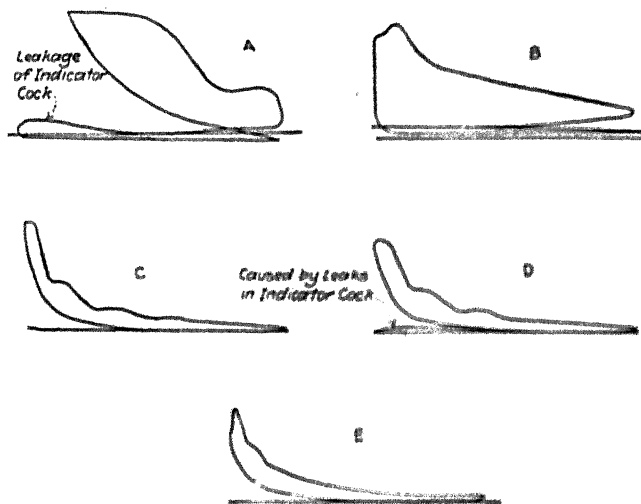 A
Leakage
of Indicator
Cock
B
C
Caused by Leaks
in Indicator Cock
D
E